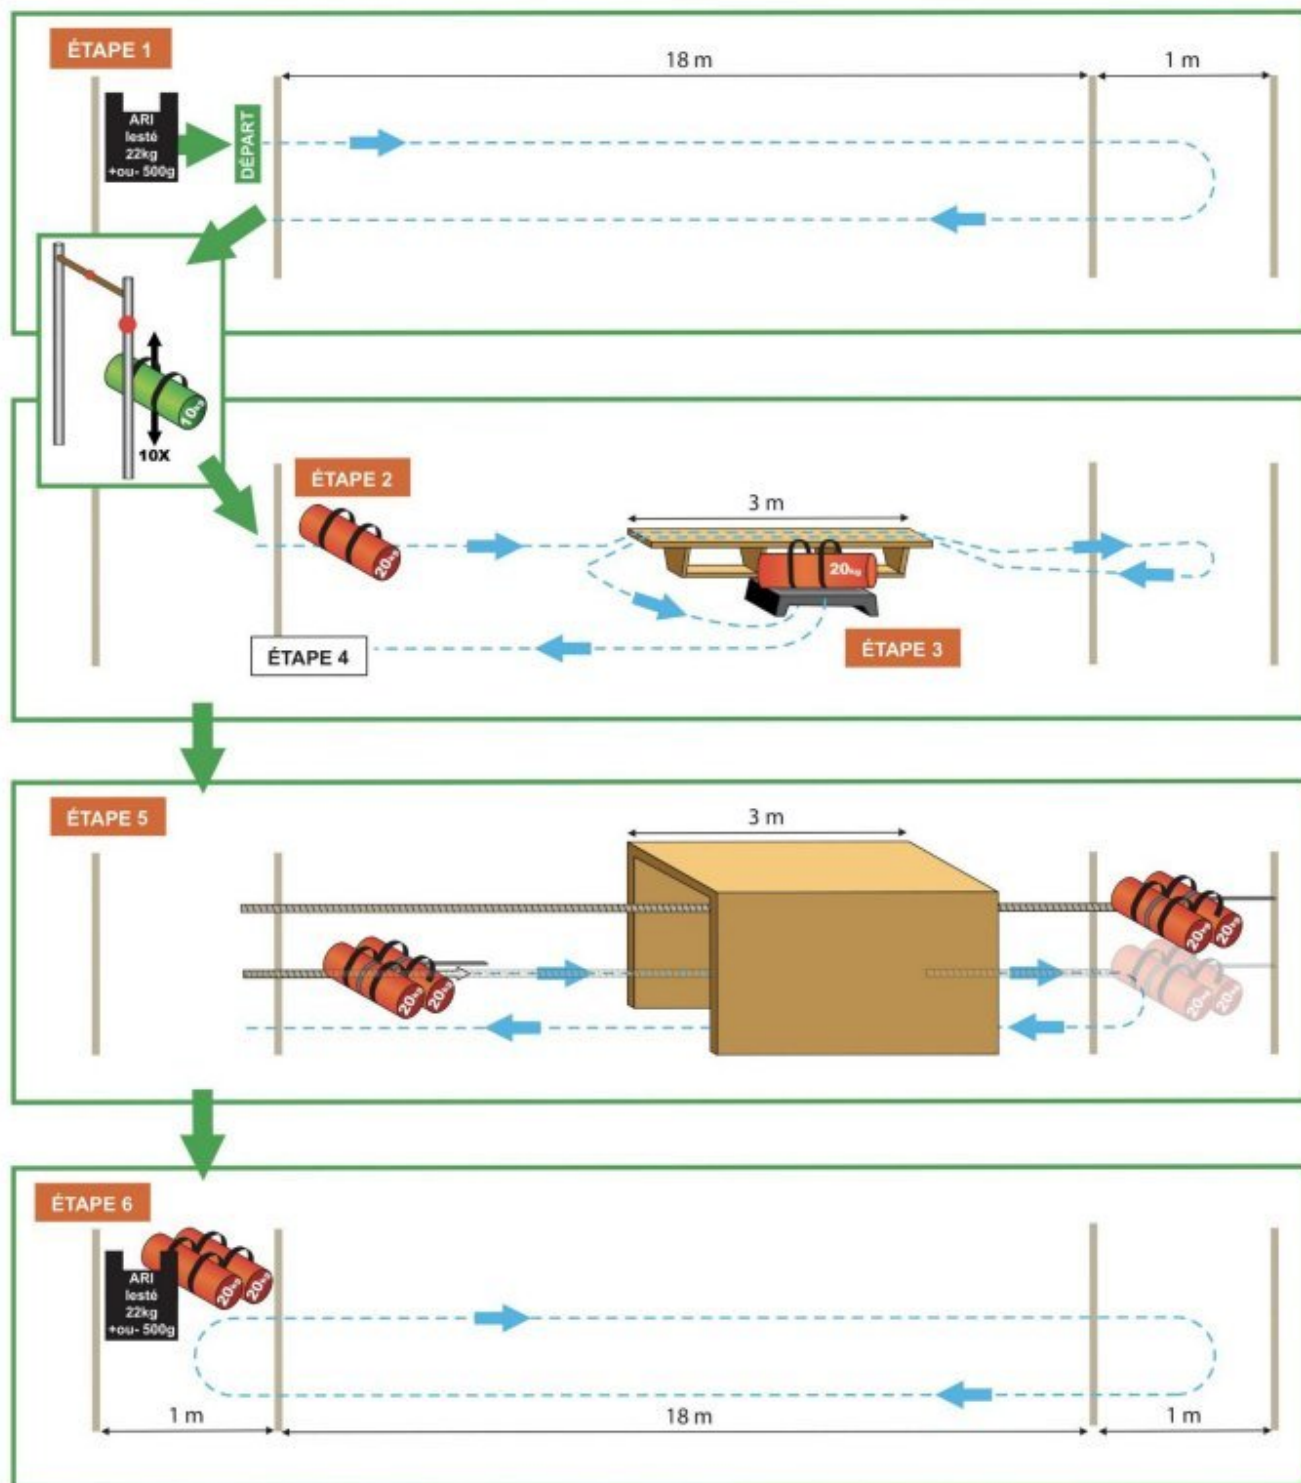 ÉTAPE 1
18 m
1 m
ARI
lesté
22kg
+ou- 500g
DÉPART
10kg
10X
ÉTAPE 2
20kg
3 m
20kg
ÉTAPE 3
ÉTAPE 4
ÉTAPE 5
3 m
20kg
20kg
20kg
20kg
20kg
20kg
ÉTAPE 6
ARI
lesté
22kg
+ou- 500g
20kg
20kg
1 m
18 m
1 m